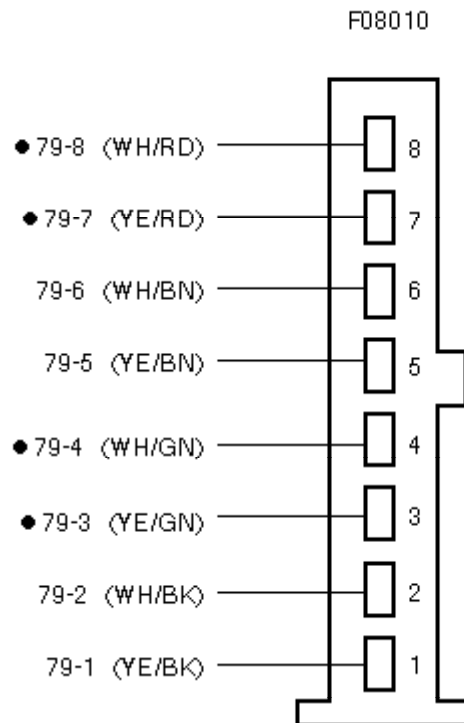 F08010
● 79-8 (WH/RD) 8
● 79-7 (YE/RD) 7
79-6 (WH/BN) 6
79-5 (YE/BN) 5
● 79-4 (WH/GN) 4
● 79-3 (YE/GN) 3
79-2 (WH/BK) 2
79-1 (YE/BK) 1